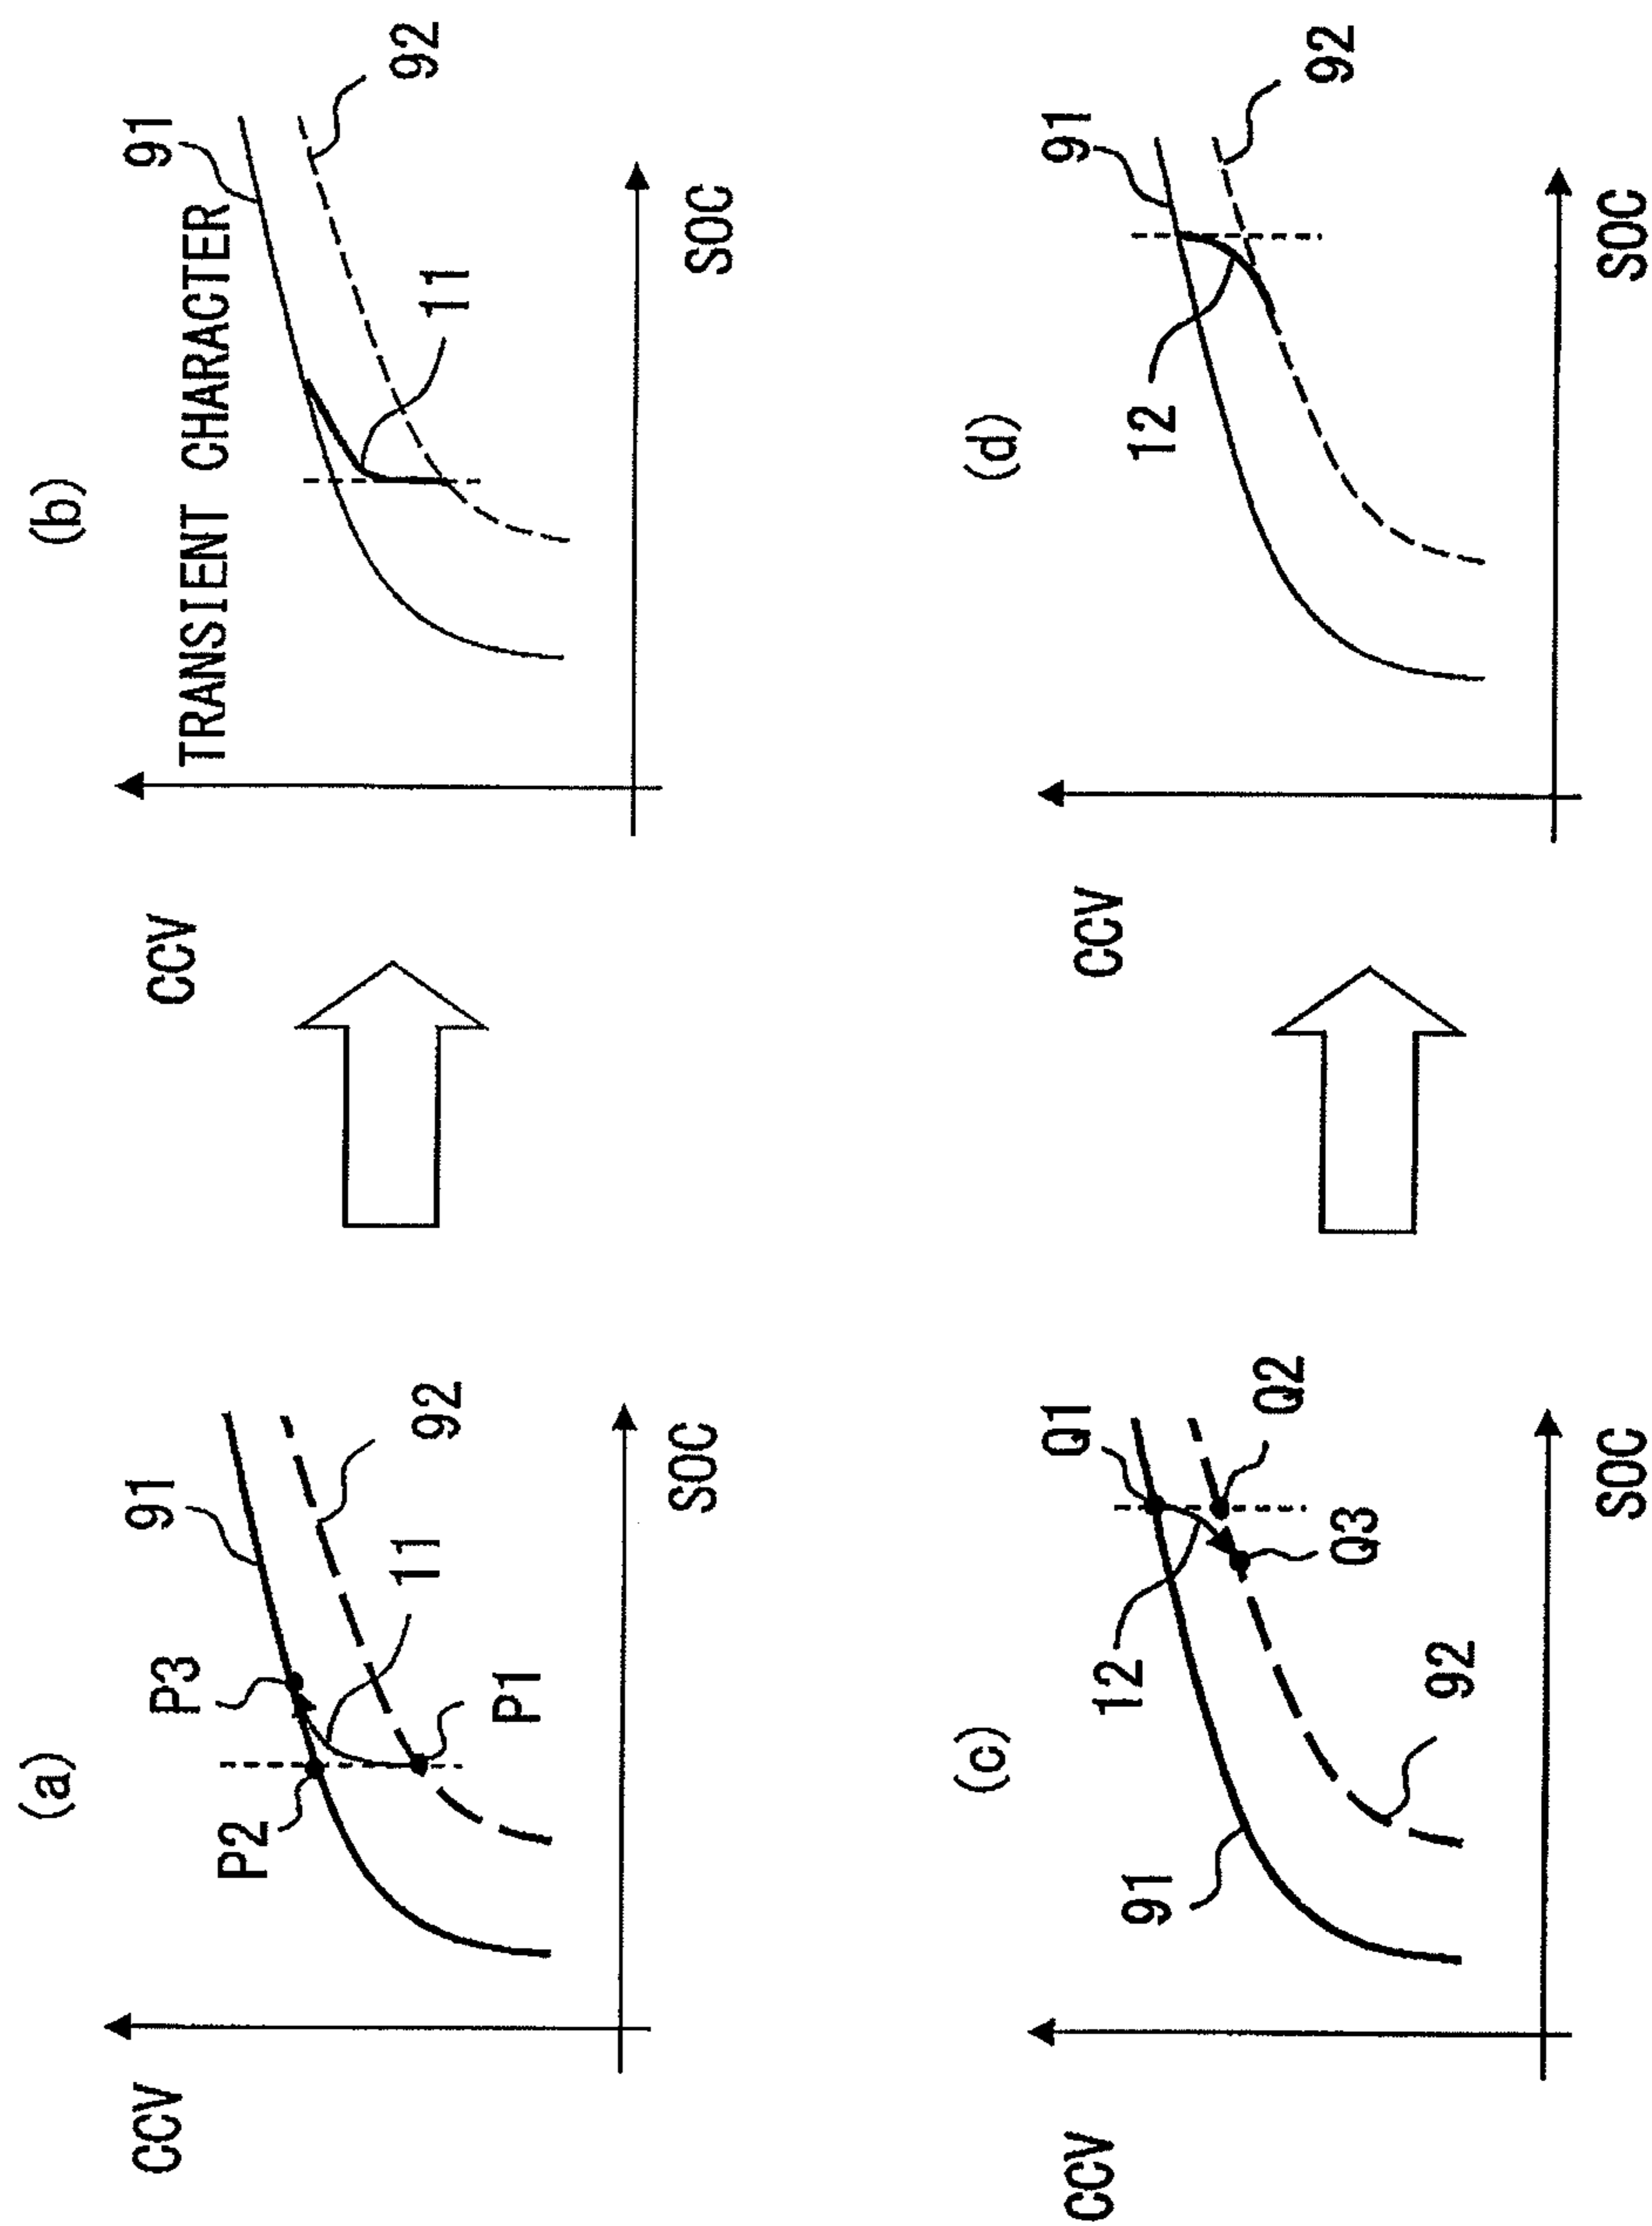 (a)
CCV
91
P3
P2
92
11
P1
SOC
(b)
TRANSIENT CHARACTER
CCV
91
92
11
SOC
(c)
CCV
Q1
91
12
Q2
Q3
92
SOC
(d)
CCV
91
92
12
SOC